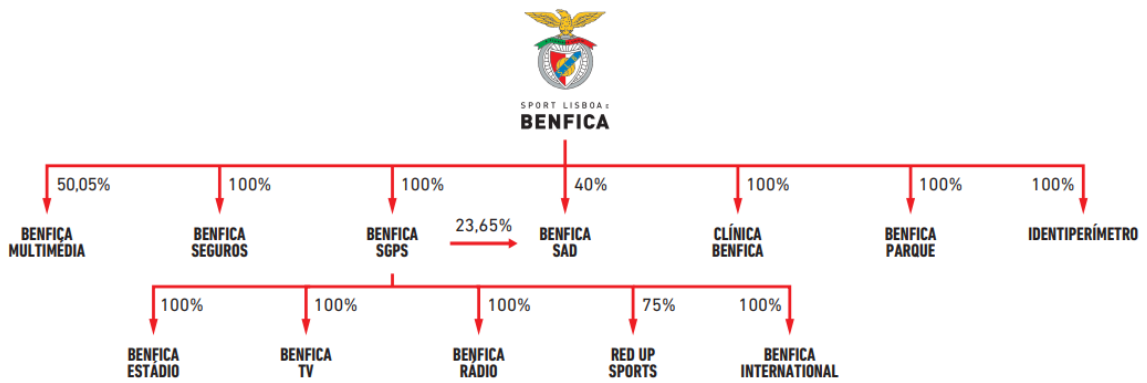 SPORT LISBOA E
BENFICA
50,05%
100%
100%
40%
100%
100%
100%
BENFICA
MULTIMÉDIA
BENFICA
SEGUROS
BENFICA
SGPS
23,65%
BENFICA
SAD
CLÍNICA
BENFICA
BENFICA
PARQUE
IDENTIPERÍMETRO
100%
100%
100%
75%
100%
BENFICA
ESTÁDIO
BENFICA
TV
BENFICA
RÁDIO
RED UP
SPORTS
BENFICA
INTERNATIONAL